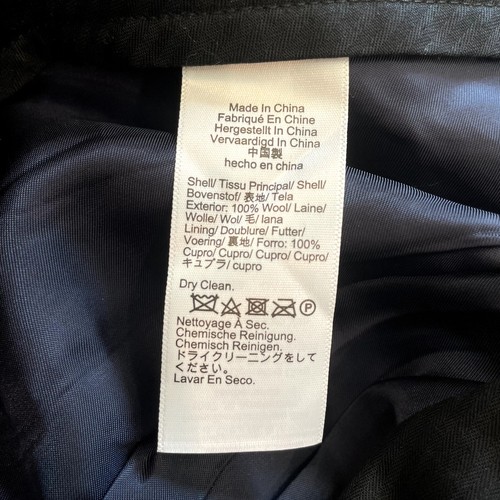 Made In China
Fabriqué En Chine
Hergestellt In China
Vervaardigd In China
中国製
hecho en china
Shell/ Tissu Principal/ Shell/
Bovenstof/ 表地/ Tela
Exterior: 100% Wool/ Laine/
Wolle/ Wol/ 毛/ lana
Lining/ Doublure/ Futter/
Voering/ 裏地/ Forro: 100%
Cupro/ Cupro/ Cupro/ Cupro/
キュプラ/ cupro
Dry Clean.
P
Nettoyage À Sec.
Chemische Reinigung.
Chemisch Reinigen.
ドライクリーニングをして
ください。
Lavar En Seco.